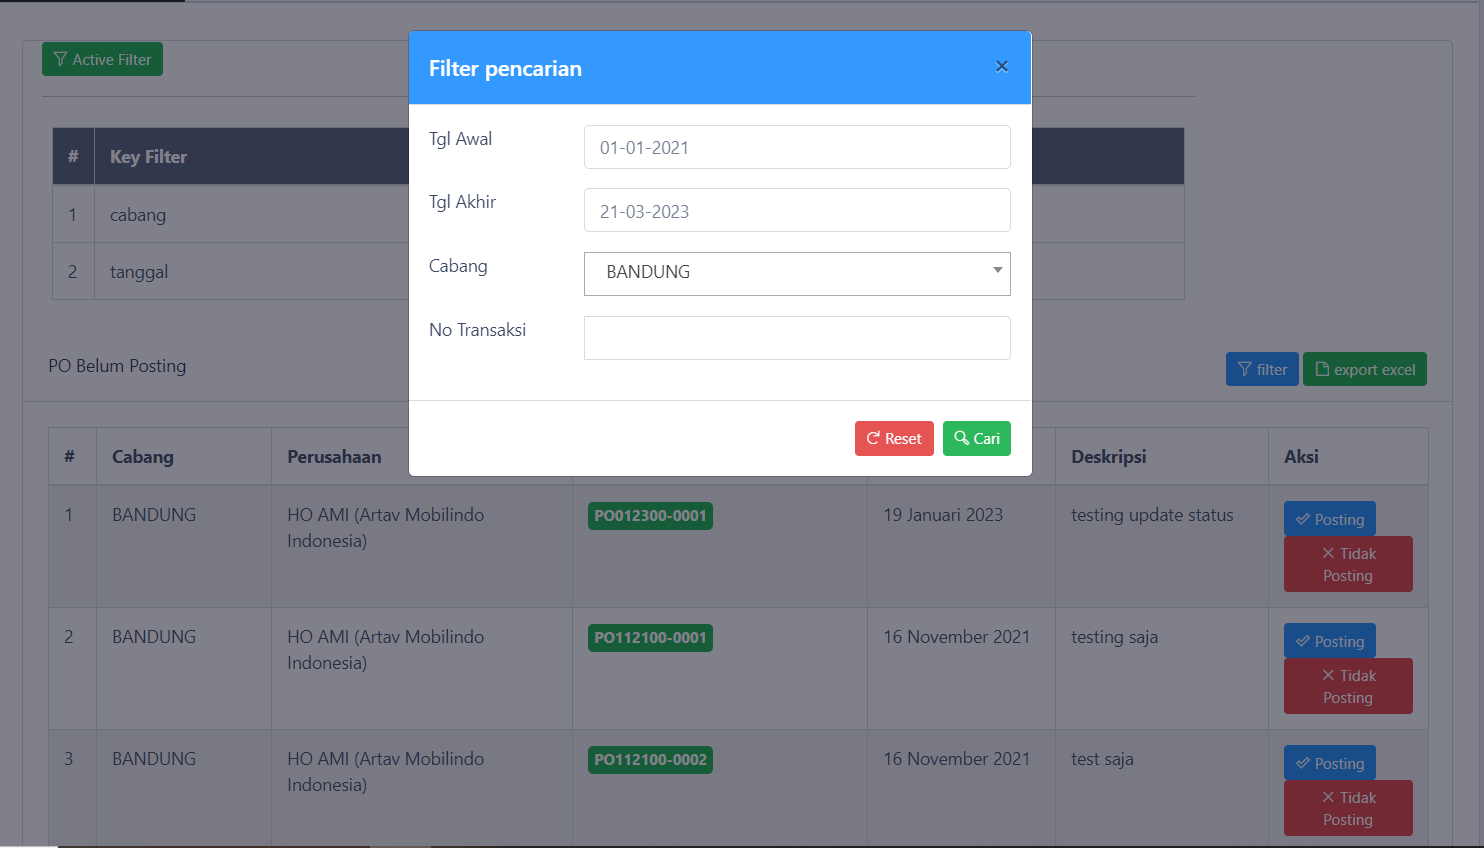 Active Filter
Filter pencarian ×
# Key Filter
1 cabang
2 tanggal
Tgl Awal 01-01-2021
Tgl Akhir 21-03-2023
Cabang BANDUNG
No Transaksi
Reset Cari
PO Belum Posting filter export excel
# Cabang Perusahaan Deskripsi Aksi
1 BANDUNG HO AMI (Artav Mobilindo PO012300-0001 19 Januari 2023 testing update status Posting
Indonesia) Tidak
Posting
2 BANDUNG HO AMI (Artav Mobilindo PO112100-0001 16 November 2021 testing saja Posting
Indonesia) Tidak
Posting
3 BANDUNG HO AMI (Artav Mobilindo PO112100-0002 16 November 2021 test saja Posting
Indonesia) Tidak
Posting